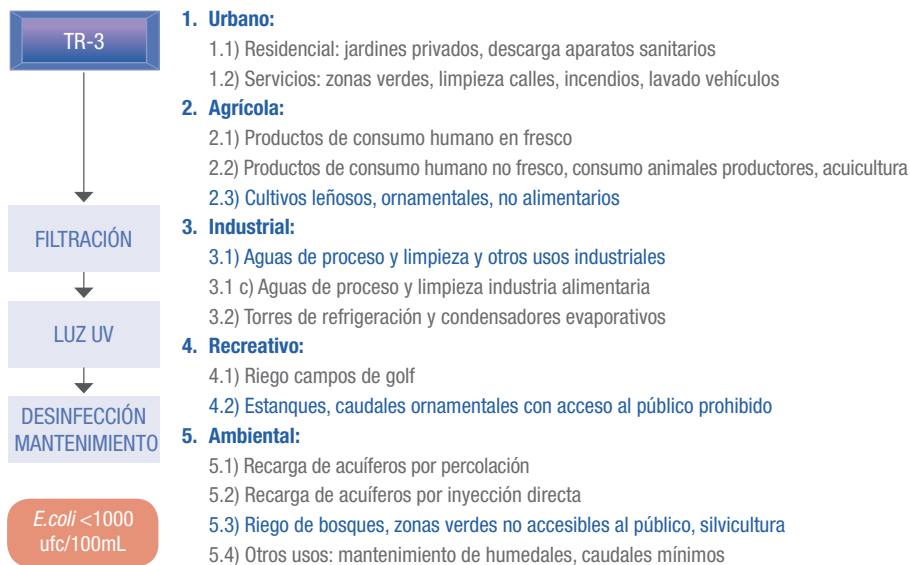 TR-3
FILTRACIÓN
LUZ UV
DESINFECCIÓN
MANTENIMIENTO
E.coli <1000
ufc/100mL
1. Urbano:
1.1) Residencial: jardines privados, descarga aparatos sanitarios
1.2) Servicios: zonas verdes, limpieza calles, incendios, lavado vehículos
2. Agrícola:
2.1) Productos de consumo humano en fresco
2.2) Productos de consumo humano no fresco, consumo animales productores, acuicultura
2.3) Cultivos leñosos, ornamentales, no alimentarios
3. Industrial:
3.1) Aguas de proceso y limpieza y otros usos industriales
3.1 c) Aguas de proceso y limpieza industria alimentaria
3.2) Torres de refrigeración y condensadores evaporativos
4. Recreativo:
4.1) Riego campos de golf
4.2) Estanques, caudales ornamentales con acceso al público prohibido
5. Ambiental:
5.1) Recarga de acuíferos por percolación
5.2) Recarga de acuíferos por inyección directa
5.3) Riego de bosques, zonas verdes no accesibles al público, silvicultura
5.4) Otros usos: mantenimiento de humedales, caudales mínimos